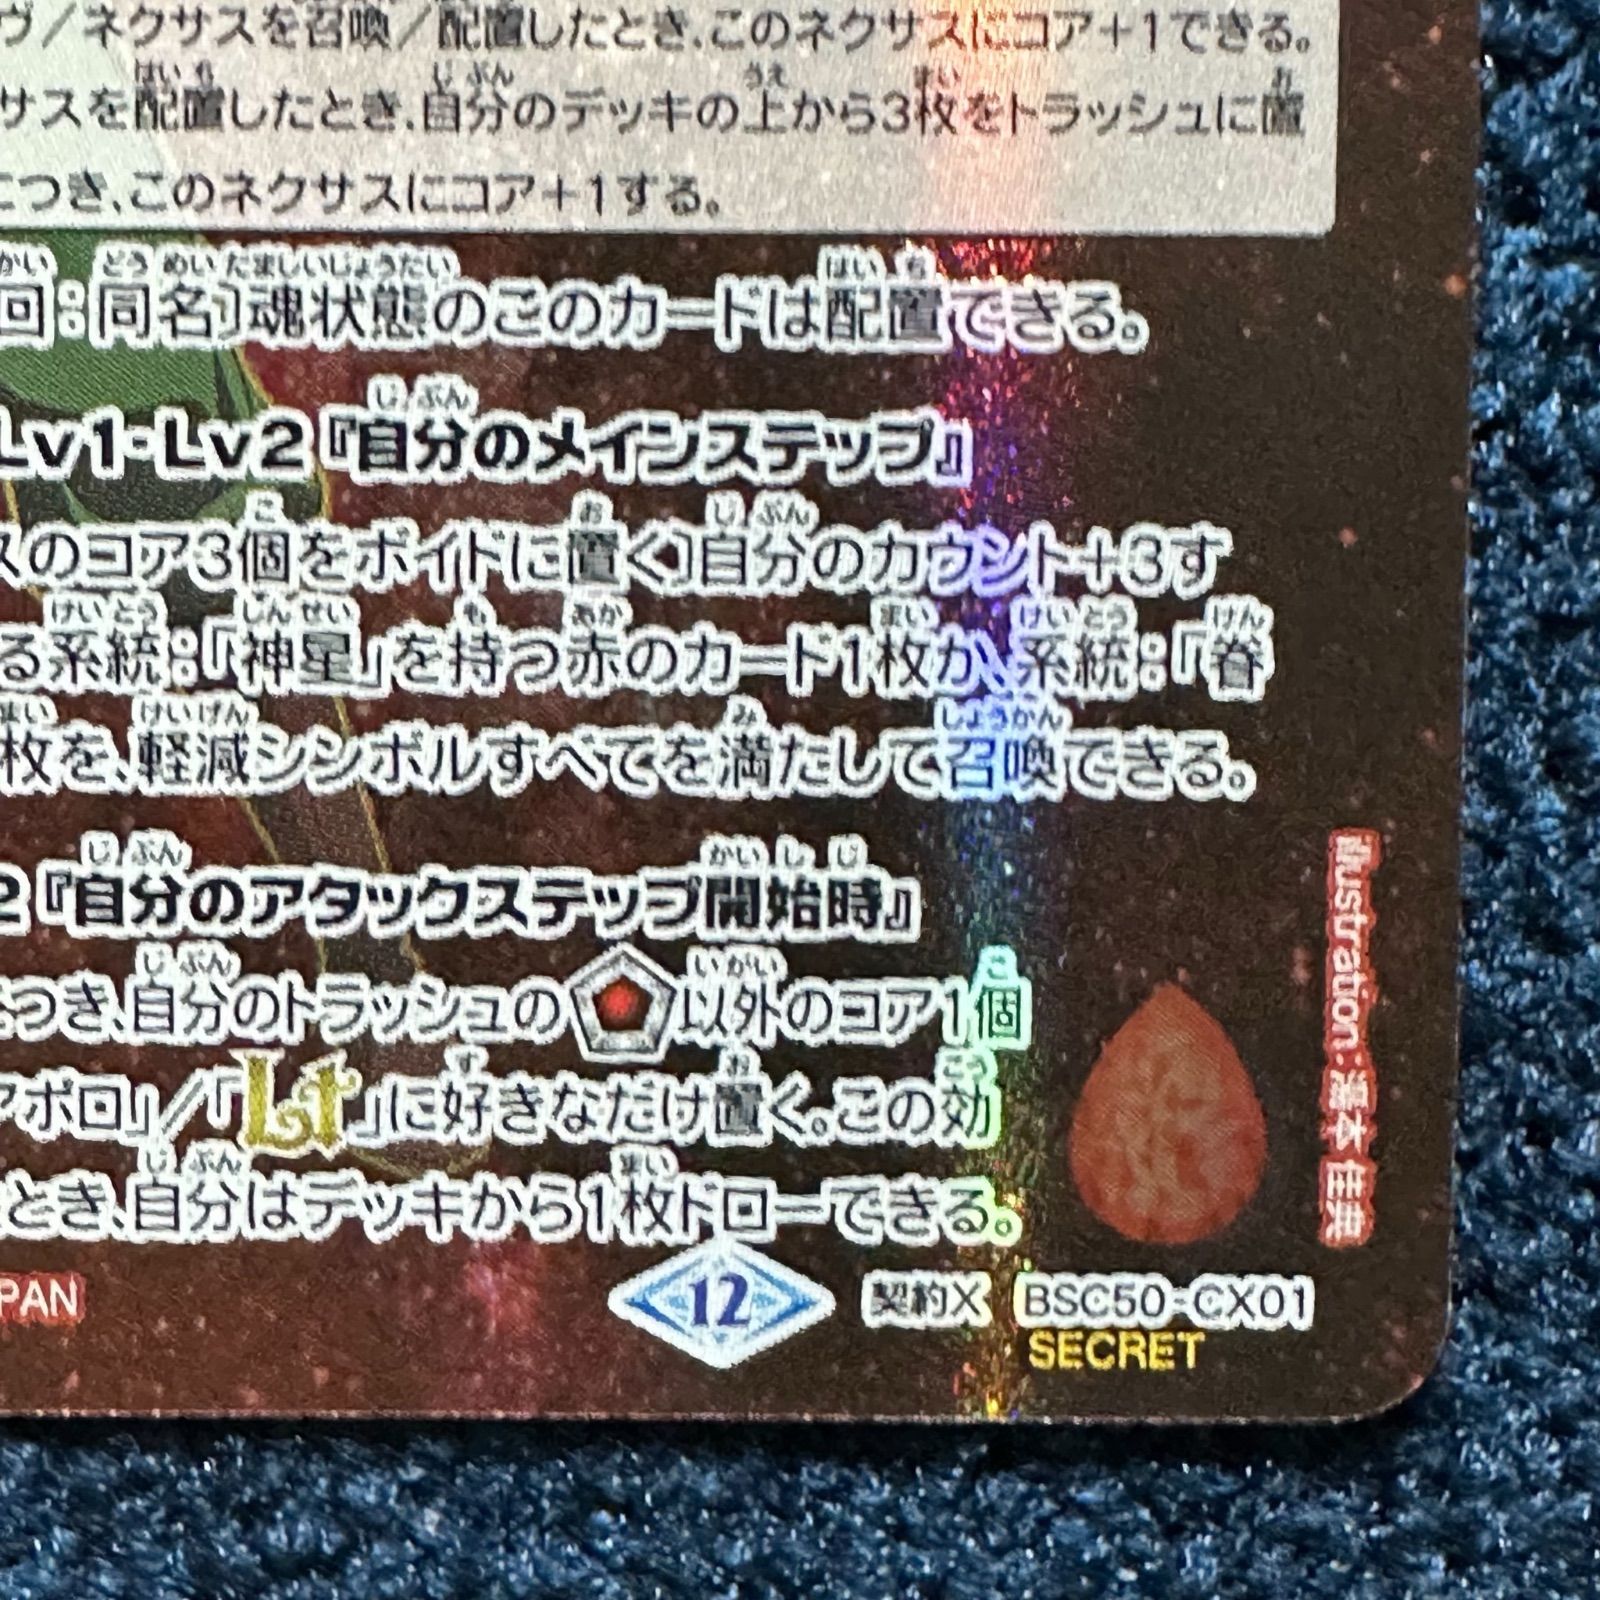 ヴ/ネクサスを召喚/配置したとき、このネクサスにコア+1できる。
サスを配置したとき、自分のデッキの上から3枚をトラッシュに置
につき、このネクサスにコア+1する。
回:同名〕魂状態のこのカードは配置できる。
Lv1・Lv2『自分のメインステップ』
スのコア3個をボイドに置く〕自分のカウント+3す
る系統:「神星」を持つ赤のカード1枚か、系統:「眷
枚を、軽減シンボルすべてを満たして召喚できる。
2『自分のアタックステップ開始時』
につき、自分のトラッシュの以外のコア1個
アポロ」/「Lt」に好きなだけ置く。この効
とき、自分はデッキから1枚ドローできる。
PAN
12
契約X BSC50-CX01
SECRET
赤
illustration:湯本佳典